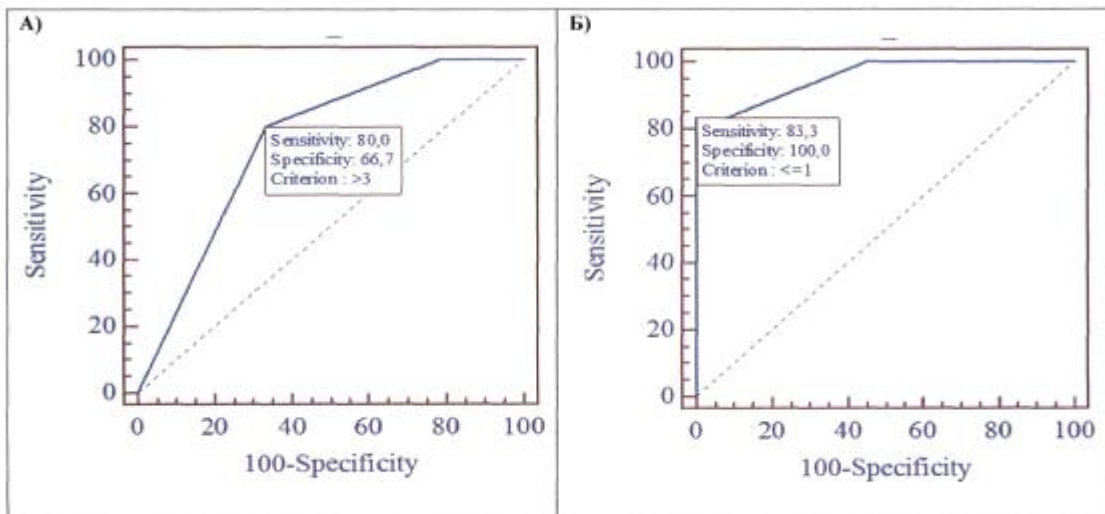 А)
100
80
60
40
20
0
Sensitivity
Sensitivity: 80,0
Specificity: 66,7
Criterion : >3
0 20 40 60 80 100
100-Specificity
Б)
100
80
60
40
20
0
Sensitivity
Sensitivity: 83,3
Specificity: 100,0
Criterion : <=1
0 20 40 60 80 100
100-Specificity